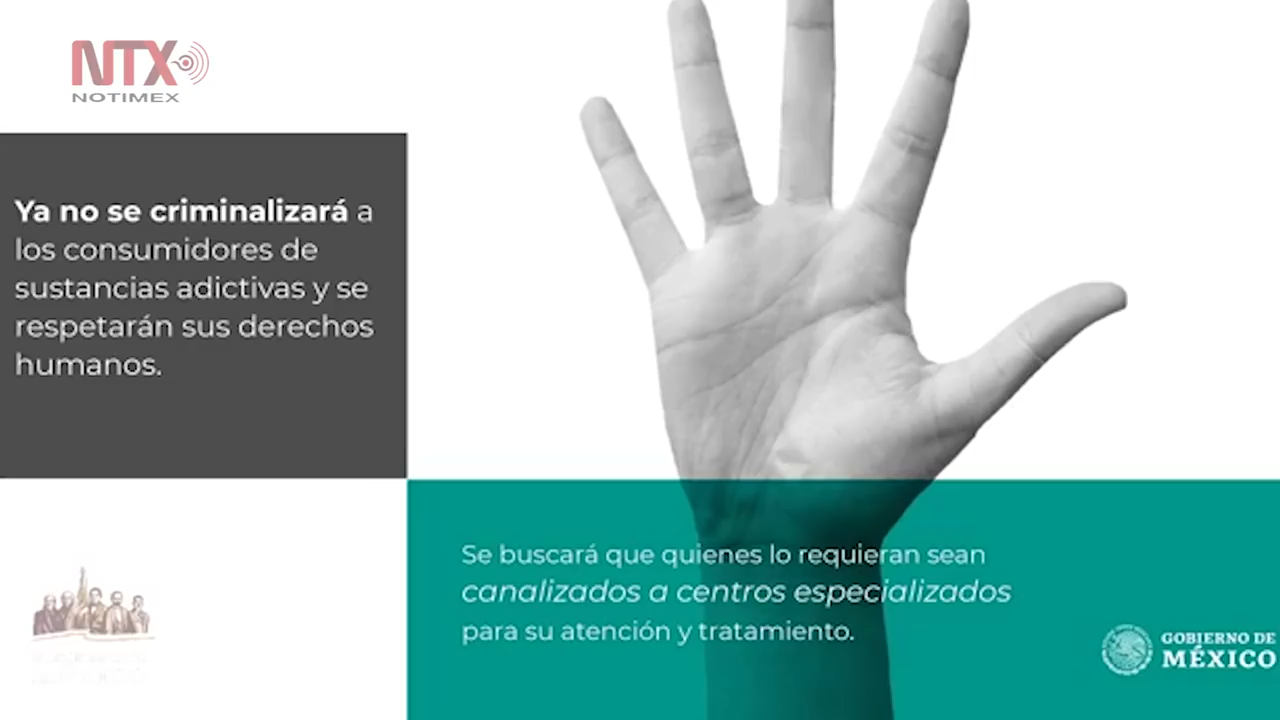 NTX
NOTIMEX
Ya no se criminalizará a
los consumidores de
sustancias adictivas y se
respetarán sus derechos
humanos.
Se buscará que quienes lo requieran sean
canalizados a centros especializados
para su atención y tratamiento.
GOBIERNO DE
MÉXICO